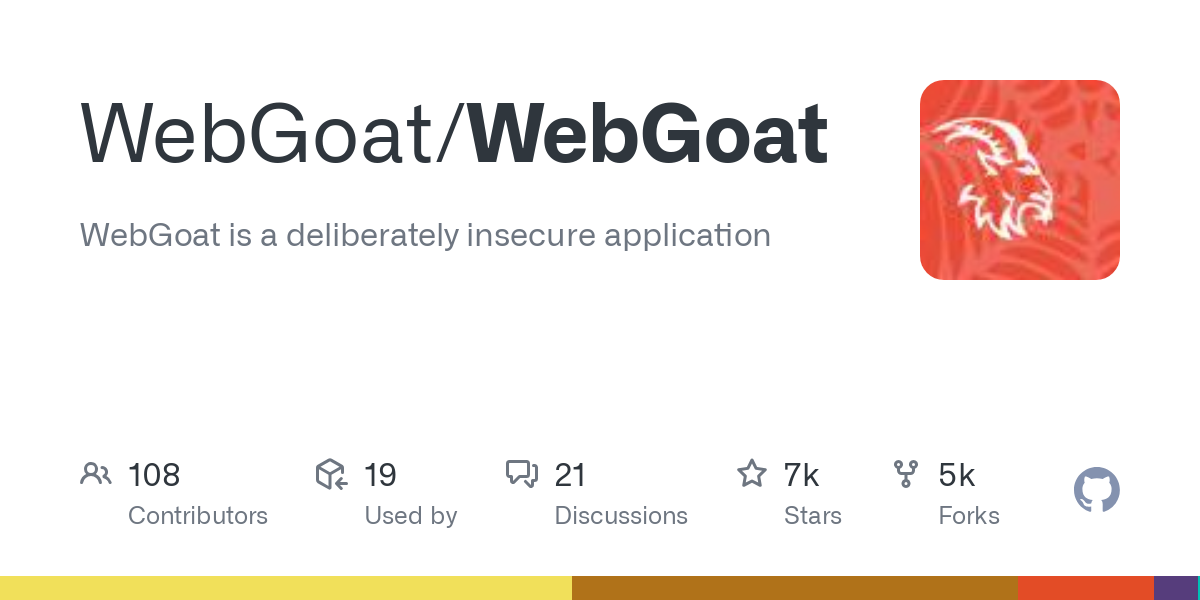 WebGoat/WebGoat
WebGoat is a deliberately insecure application
108
Contributors
19
Used by
21
Discussions
7k
Stars
5k
Forks